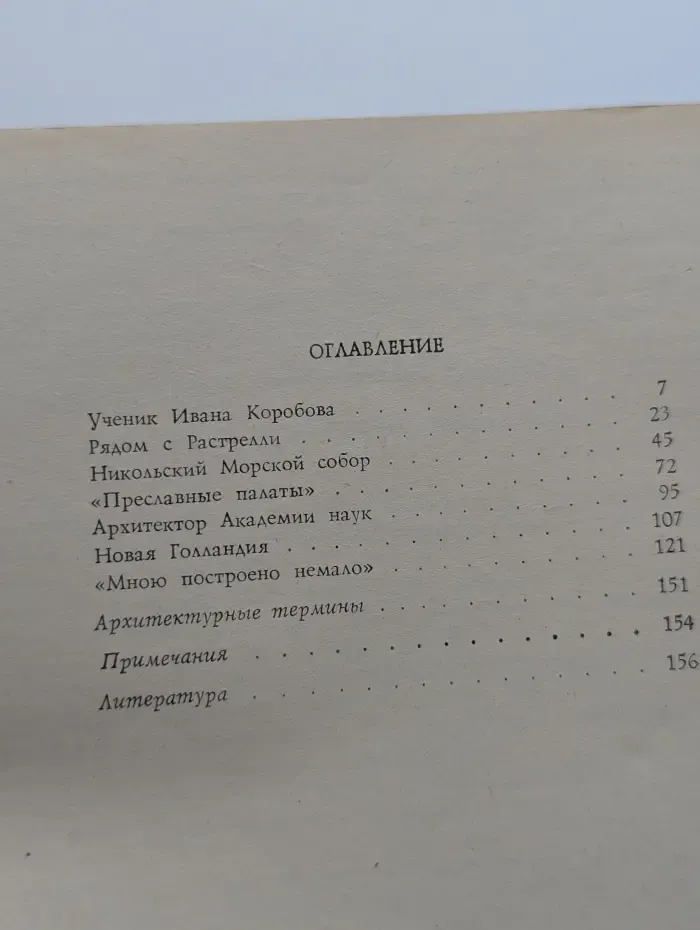 ОГЛАВЛЕНИЕ
Ученик Ивана Коробова . . . . . . . . . . . 7
Рядом с Растрелли . . . . . . . . . . . . . 23
Никольский Морской собор . . . . . . . . . . 45
«Преславные палаты» . . . . . . . . . . . . 72
Архитектор Академии наук . . . . . . . . . . 95
Новая Голландия . . . . . . . . . . . . . . 107
«Мною построено немало» . . . . . . . . . . 121
Архитектурные термины . . . . . . . . . . . 151
Примечания . . . . . . . . . . . . . . . . 154
Литература . . . . . . . . . . . . . . . . 156